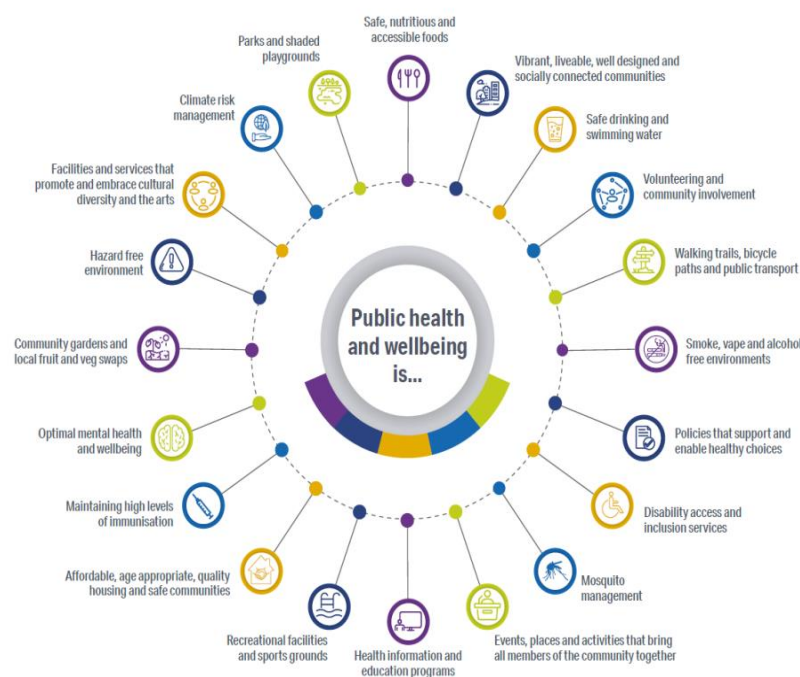 Public health
and wellbeing
is...
Safe, nutritious and
accessible foods
Vibrant, liveable, well designed and
socially connected communities
Safe drinking and
swimming water
Volunteering and
community involvement
Walking trails, bicycle
paths and public transport
Smoke, vape and alcohol
free environments
Policies that support and
enable healthy choices
Disability access and
inclusion services
Mosquito
management
Events, places and activities that bring
all members of the community together
Health information and
education programs
Recreational facilities
and sports grounds
Affordable, age appropriate, quality
housing and safe communities
Maintaining high levels
of immunisation
Optimal mental health
and wellbeing
Community gardens and
local fruit and veg swaps
Hazard free
environment
Facilities and services that
promote and embrace cultural
diversity and the arts
Climate risk
management
Parks and shaded
playgrounds